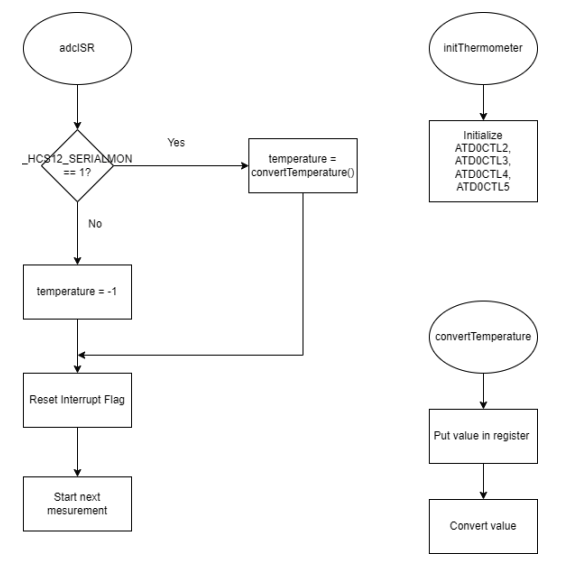 adcISR
_HCS12_SERIALMON
== 1?
Yes
temperature =
convertTemperature()
No
temperature = -1
Reset Interrupt Flag
Start next
mesurement
initThermometer
Initialize
ATD0CTL2,
ATD0CTL3,
ATD0CTL4,
ATD0CTL5
convertTemperature
Put value in register
Convert value